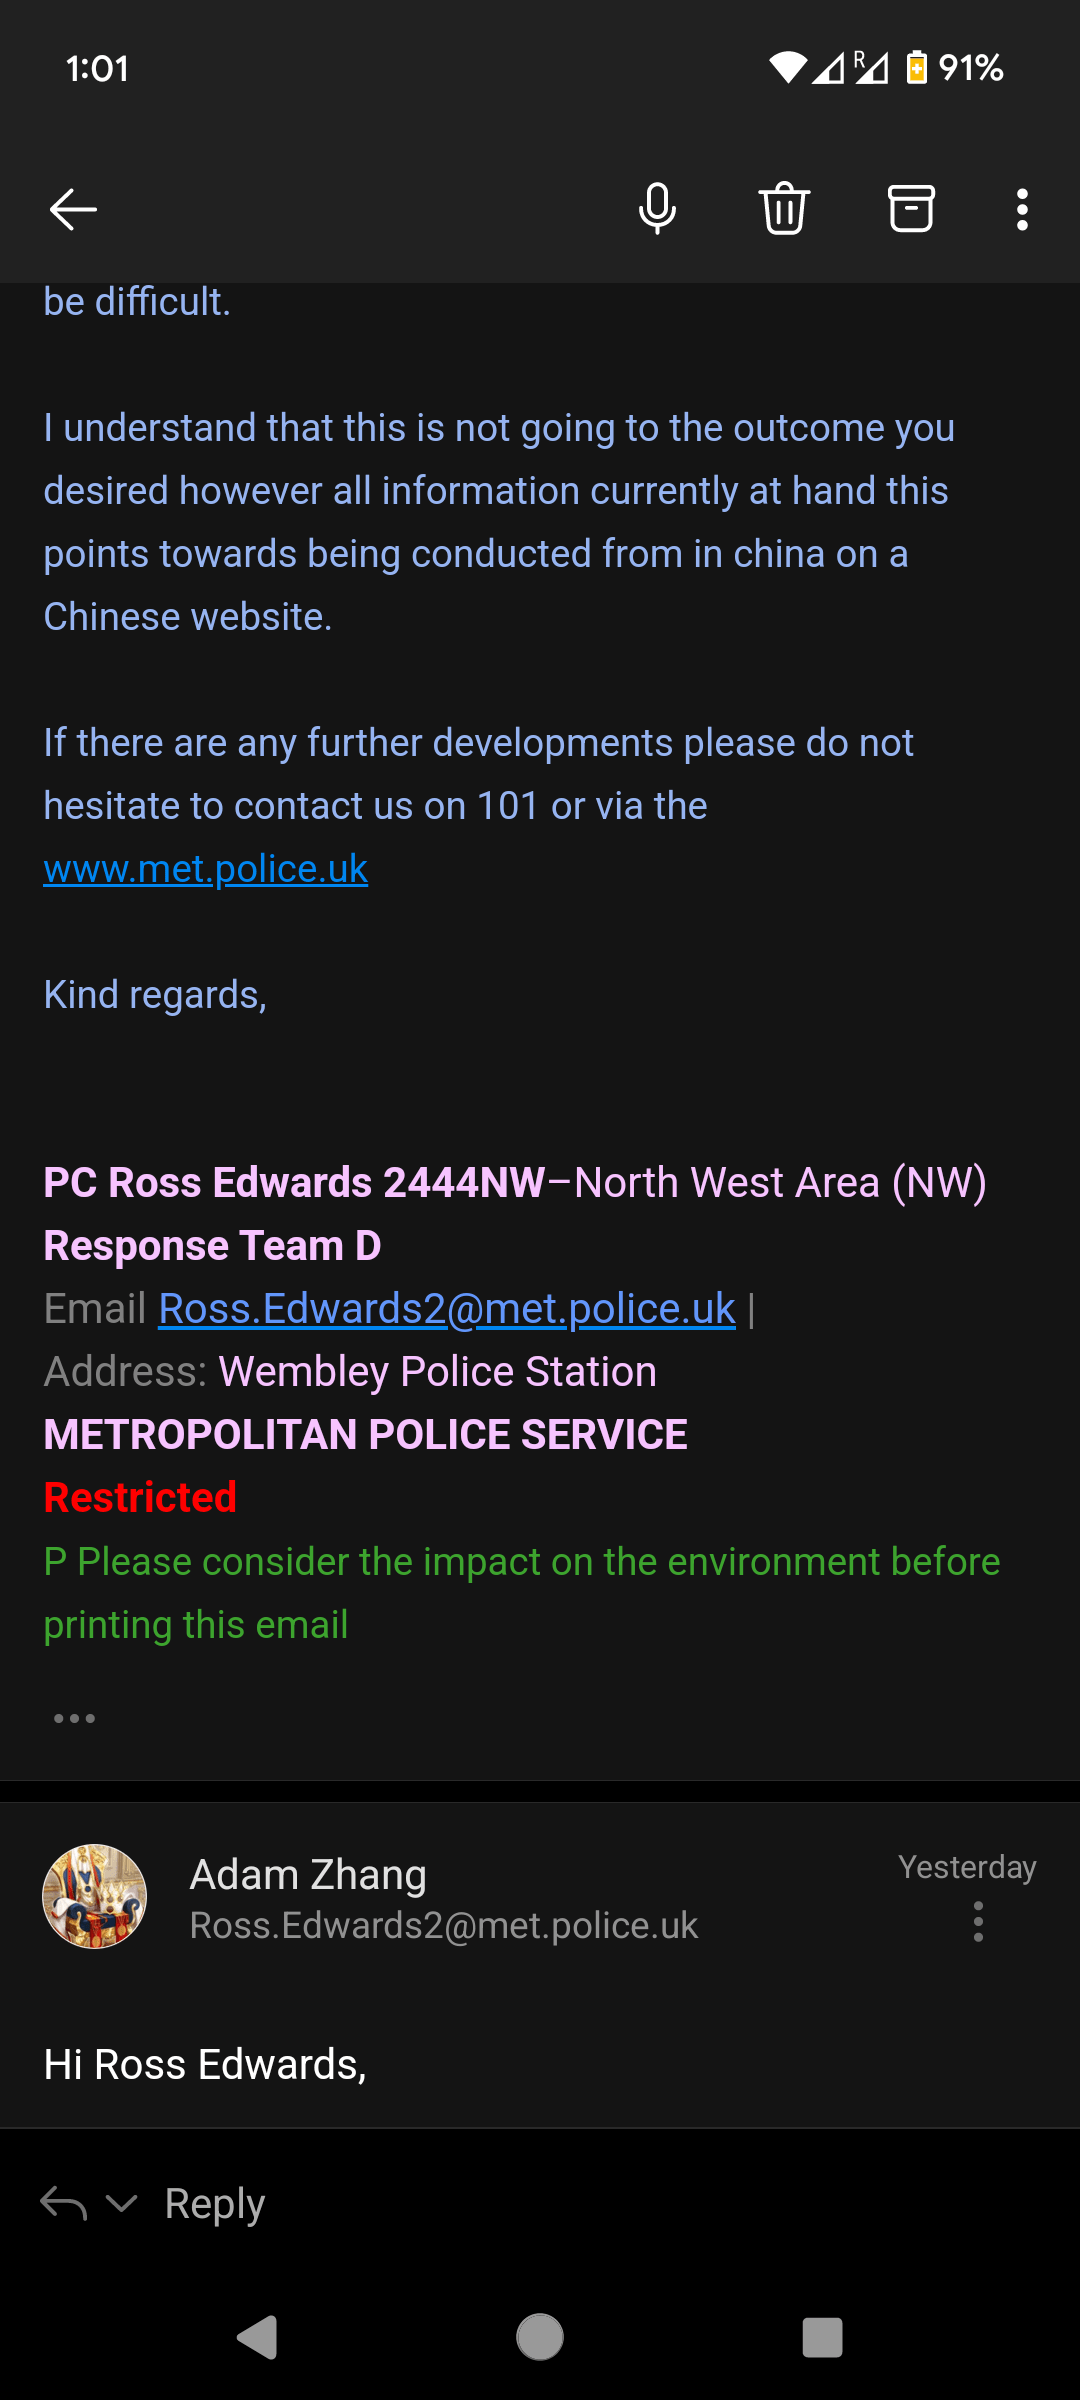 1:01
R
91%
be difficult.
I understand that this is not going to the outcome you
desired however all information currently at hand this
points towards being conducted from in china on a
Chinese website.
If there are any further developments please do not
hesitate to contact us on 101 or via the
www.met.police.uk
Kind regards,
PC Ross Edwards 2444NW–North West Area (NW)
Response Team D
Email Ross.Edwards2@met.police.uk |
Address: Wembley Police Station
METROPOLITAN POLICE SERVICE
Restricted
P Please consider the impact on the environment before
printing this email
Adam Zhang
Yesterday
Ross.Edwards2@met.police.uk
Hi Ross Edwards,
Reply